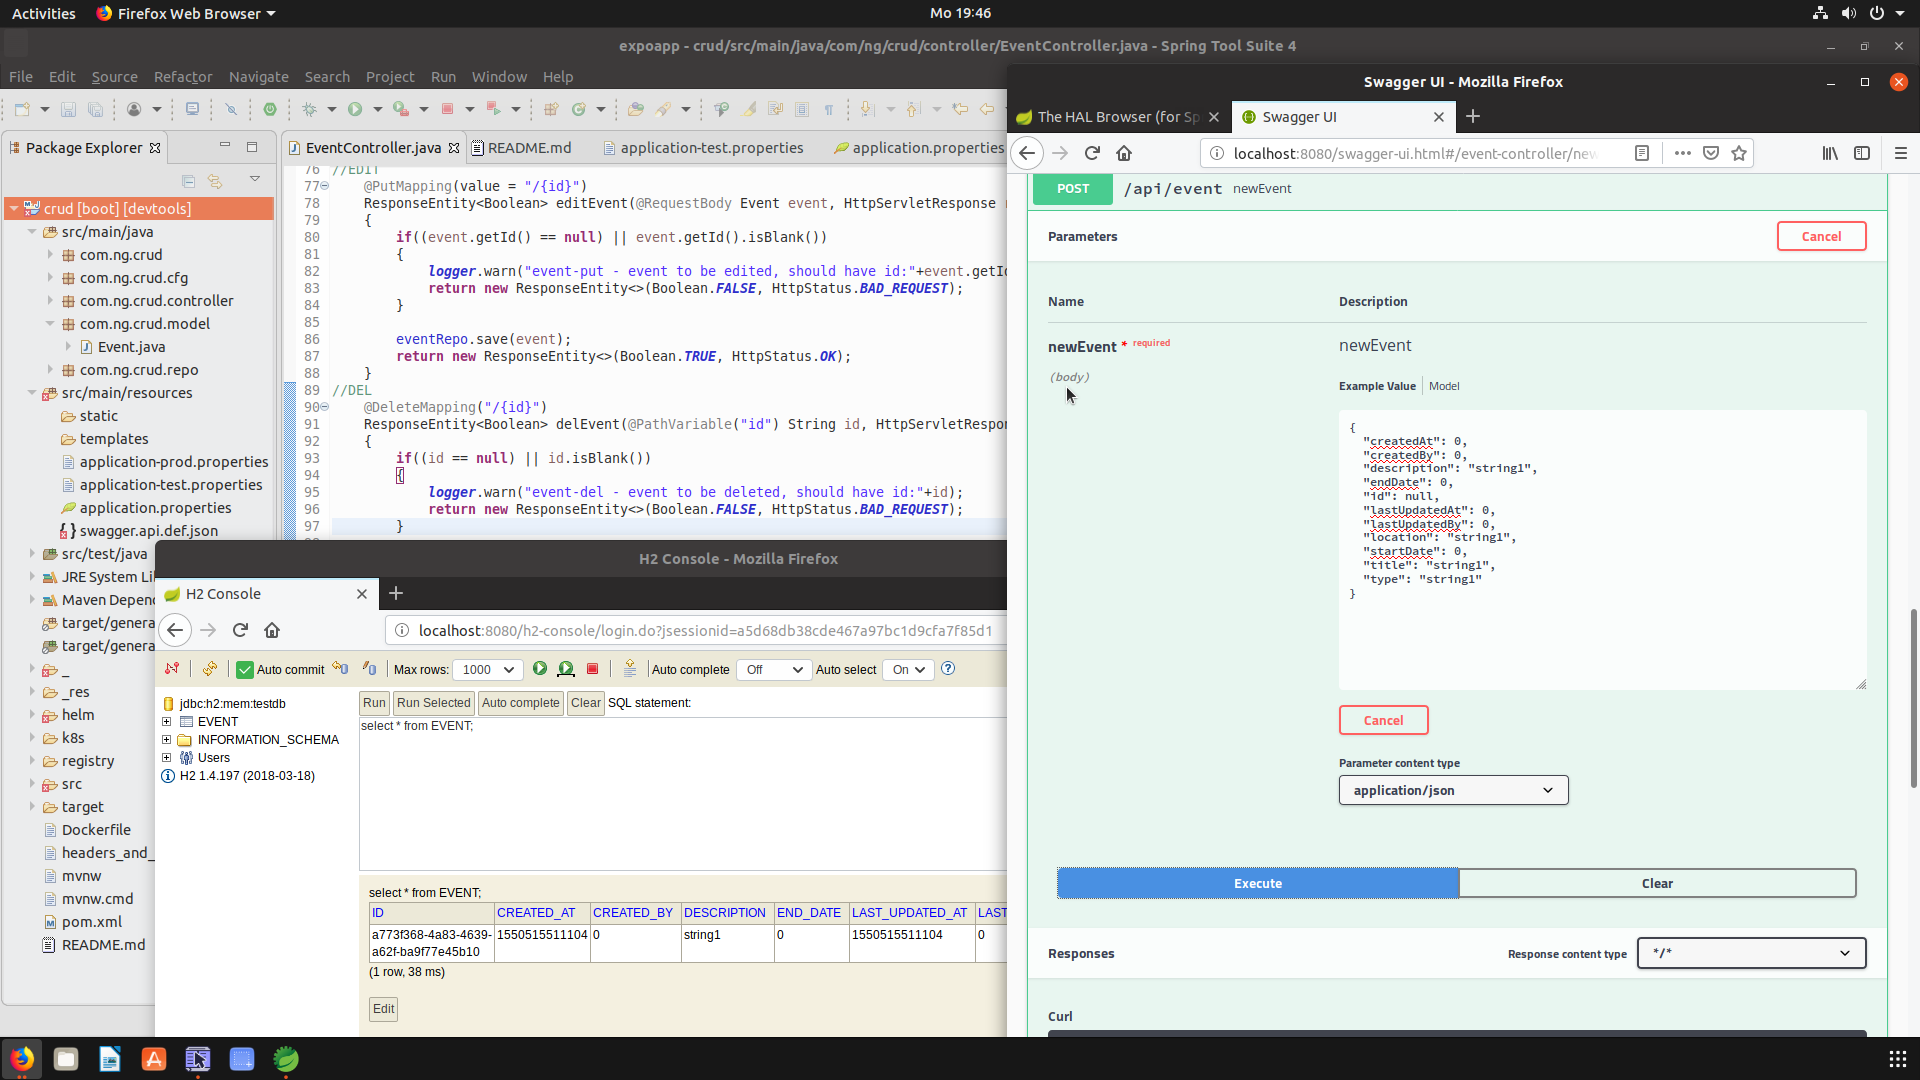 Activities
Firefox Web Browser
Mo 19:46
expoapp - crud/src/main/java/com/ng/crud/controller/EventController.java - Spring Tool Suite 4
File Edit Source Refactor Navigate Search Project Run Window Help
Package Explorer
crud [boot] [devtools]
src/main/java
com.ng.crud
com.ng.crud.cfg
com.ng.crud.controller
com.ng.crud.model
Event.java
com.ng.crud.repo
src/main/resources
static
templates
application-prod.properties
application-test.properties
application.properties
swagger.api.def.json
src/test/java
JRE System Li
Maven Depend
target/genera
target/genera
_
_res
helm
k8s
registry
src
target
Dockerfile
headers_and_
mvnw
mvnw.cmd
pom.xml
README.md
EventController.java
README.md
application-test.properties
application.properties
76 //EDIT
77 @PutMapping(value = "/{id}")
78 ResponseEntity<Boolean> editEvent(@RequestBody Event event, HttpServletResponse
79 {
80 if((event.getId() == null) || event.getId().isBlank())
81 {
82 logger.warn("event-put - event to be edited, should have id:"+event.getId
83 return new ResponseEntity<>(Boolean.FALSE, HttpStatus.BAD_REQUEST);
84 }
85
86 eventRepo.save(event);
87 return new ResponseEntity<>(Boolean.TRUE, HttpStatus.OK);
88 }
89 //DEL
90 @DeleteMapping("/{id}")
91 ResponseEntity<Boolean> delEvent(@PathVariable("id") String id, HttpServletRespon
92 {
93 if((id == null) || id.isBlank())
94 {
95 logger.warn("event-del - event to be deleted, should have id:"+id);
96 return new ResponseEntity<>(Boolean.FALSE, HttpStatus.BAD_REQUEST);
97 }
H2 Console - Mozilla Firefox
H2 Console
localhost:8080/h2-console/login.do?jsessionid=a5d68db38cde467a97bc1d9cfa7f85d1
Auto commit
Max rows: 1000
Auto complete Off
Auto select On
jdbc:h2:mem:testdb
EVENT
INFORMATION_SCHEMA
Users
H2 1.4.197 (2018-03-18)
Run
Run Selected
Auto complete
Clear
SQL statement:
select * from EVENT;
select * from EVENT;
ID CREATED_AT CREATED_BY DESCRIPTION END_DATE LAST_UPDATED_AT LAST
a773f368-4a83-4639-a62f-ba9f77e45b10 1550515511104 0 string1 0 1550515511104 0
(1 row, 38 ms)
Edit
Swagger UI - Mozilla Firefox
The HAL Browser (for Sp
Swagger UI
localhost:8080/swagger-ui.html#/event-controller/new
POST /api/event newEvent
Parameters
Cancel
Name
Description
newEvent * required
(body)
newEvent
Example Value
Model
{
"createdAt": 0,
"createdBy": 0,
"description": "string1",
"endDate": 0,
"id": null,
"lastUpdatedAt": 0,
"lastUpdatedBy": 0,
"location": "string1",
"startDate": 0,
"title": "string1",
"type": "string1"
}
Cancel
Parameter content type
application/json
Execute
Clear
Responses
Response content type
*/*
Curl